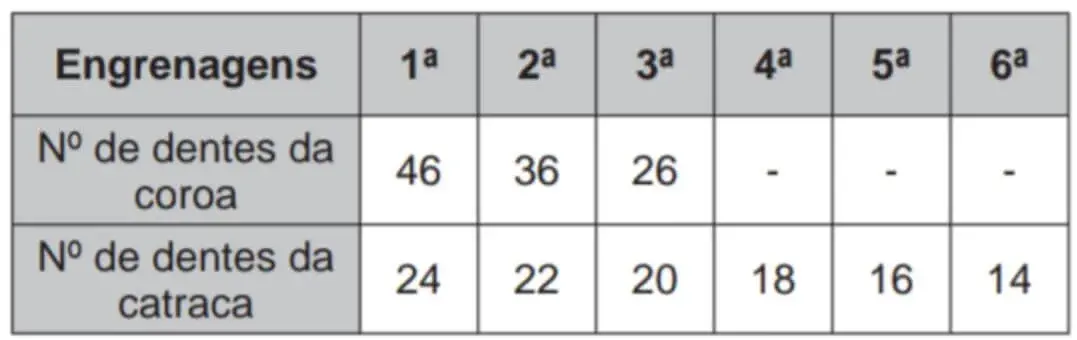 Engrenagens 1ª 2ª 3ª 4ª 5ª 6ª
Nº de dentes da
coroa 46 36 26 - - -
Nº de dentes da
catraca 24 22 20 18 16 14